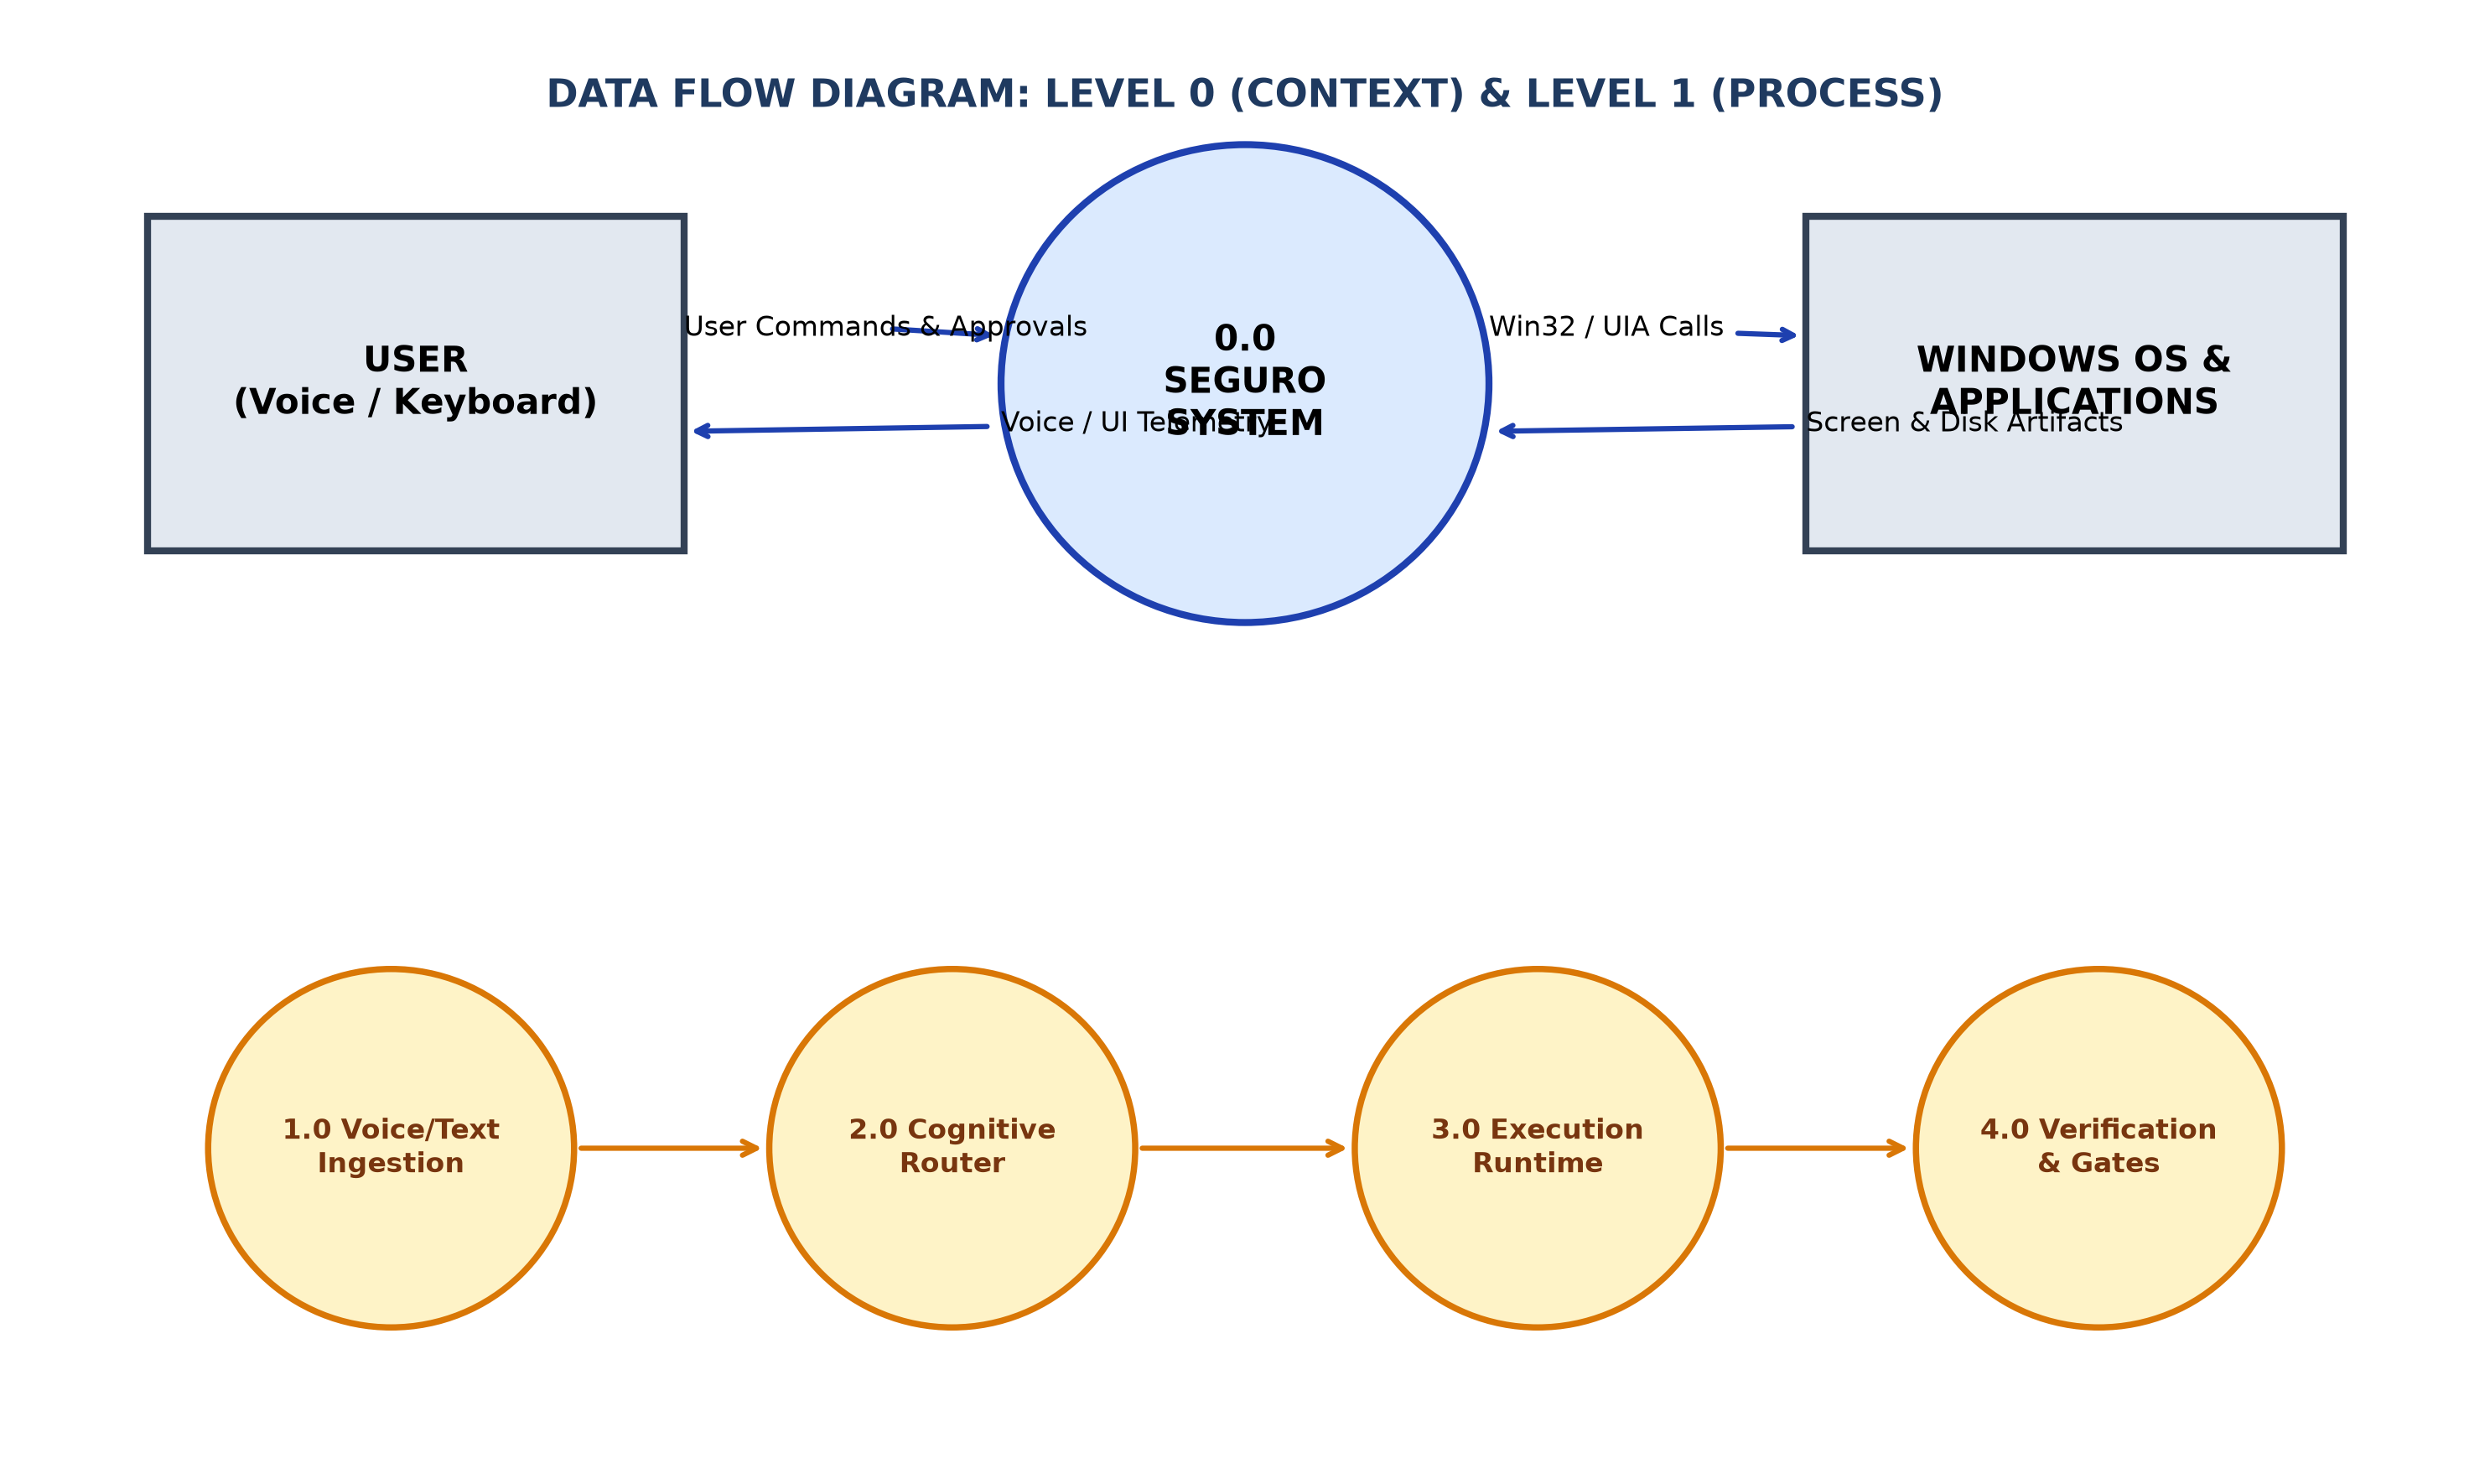 DATA FLOW DIAGRAM: LEVEL 0 (CONTEXT) & LEVEL 1 (PROCESS)
USER
(Voice / Keyboard)
User Commands & Approvals
0.0
SEGURO
SYSTEM
Voice / UI Telemetry
Win32 / UIA Calls
WINDOWS OS &
APPLICATIONS
Screen & Disk Artifacts
1.0 Voice/Text
Ingestion
2.0 Cognitive
Router
3.0 Execution
Runtime
4.0 Verification
& Gates